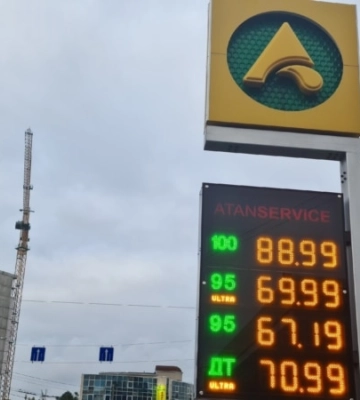 ATANSERVICE
100 88.99
95 ULTRA 69.99
95 67.19
ДТ ULTRA 70.99